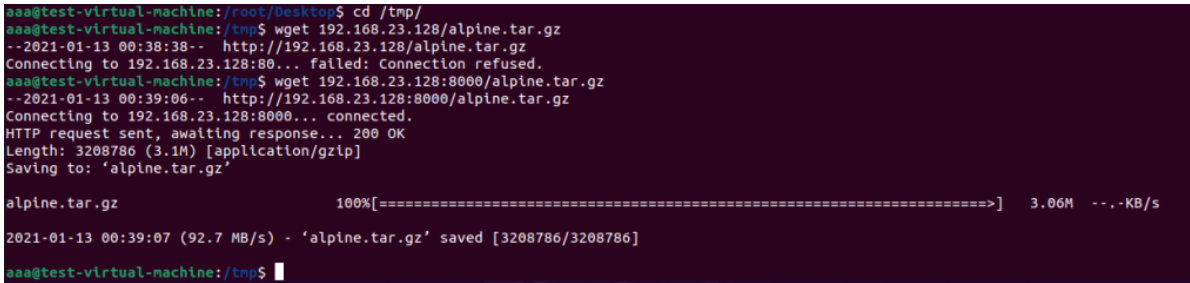 aaa@test-virtual-machine:/root/Desktop$ cd /tmp/
aaa@test-virtual-machine:/tmp$ wget 192.168.23.128/alpine.tar.gz
--2021-01-13 00:38:38--  http://192.168.23.128/alpine.tar.gz
Connecting to 192.168.23.128:80... failed: Connection refused.
aaa@test-virtual-machine:/tmp$ wget 192.168.23.128:8000/alpine.tar.gz
--2021-01-13 00:39:06--  http://192.168.23.128:8000/alpine.tar.gz
Connecting to 192.168.23.128:8000... connected.
HTTP request sent, awaiting response... 200 OK
Length: 3208786 (3.1M) [application/gzip]
Saving to: ‘alpine.tar.gz’
alpine.tar.gz 100%[======================================================================>] 3.06M --.-KB/s
2021-01-13 00:39:07 (92.7 MB/s) - ‘alpine.tar.gz’ saved [3208786/3208786]
aaa@test-virtual-machine:/tmp$